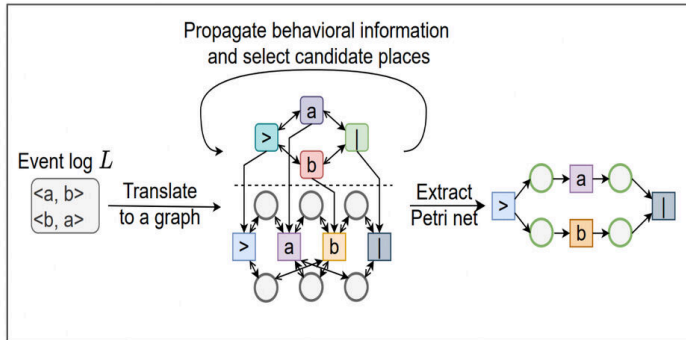 Propagate behavioral information
and select candidate places
a
>
|
b
Event log L
<a, b>
<b, a>
Translate
to a graph
> a b |
Extract
Petri net
a
>
|
b